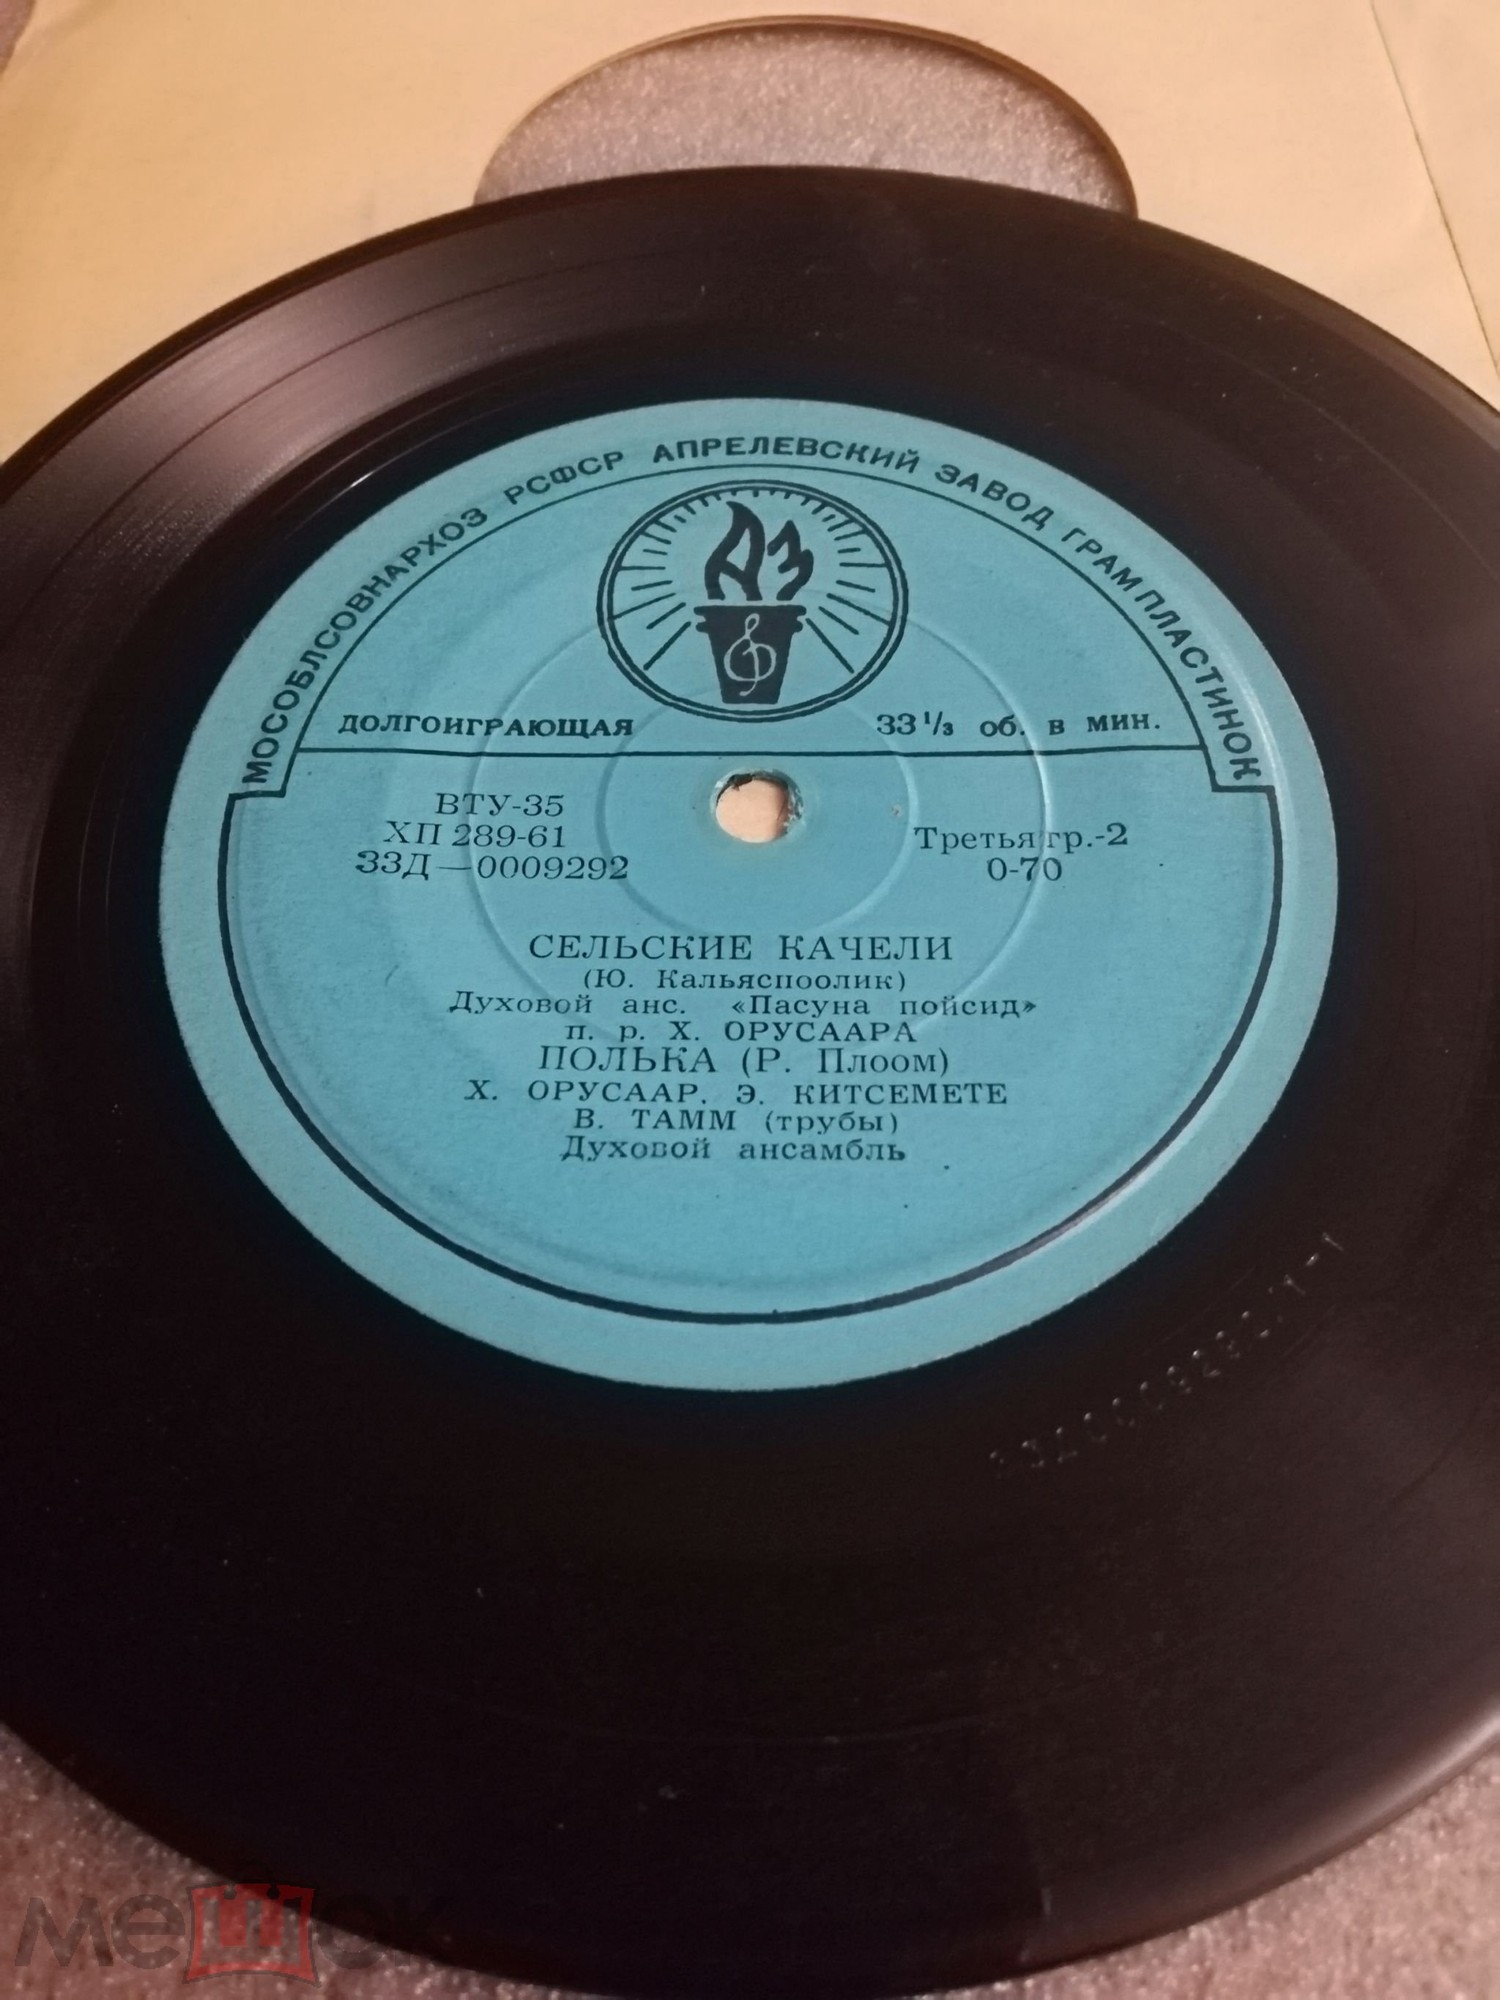 МОСОБЛСОВНАРХОЗ РСФСР АПРЕЛЕВСКИЙ ЗАВОД ГРАМПЛАСТИНОК
АЗ
ДОЛГОИГРАЮЩАЯ 33 1/3 об. в мин.
ВТУ-35
ХП 289-61 Третья гр.-2
33Д—0009292 0-70
СЕЛЬСКИЕ КАЧЕЛИ
(Ю. Кальяспоолик)
Духовой анс. «Пасуна пойсид»
п. р. Х. ОРУСААРА
ПОЛЬКА (Р. Плоом)
Х. ОРУСААР, Э. КИТСЕМЕТЕ
В. ТАММ (трубы)
Духовой ансамбль
мешок